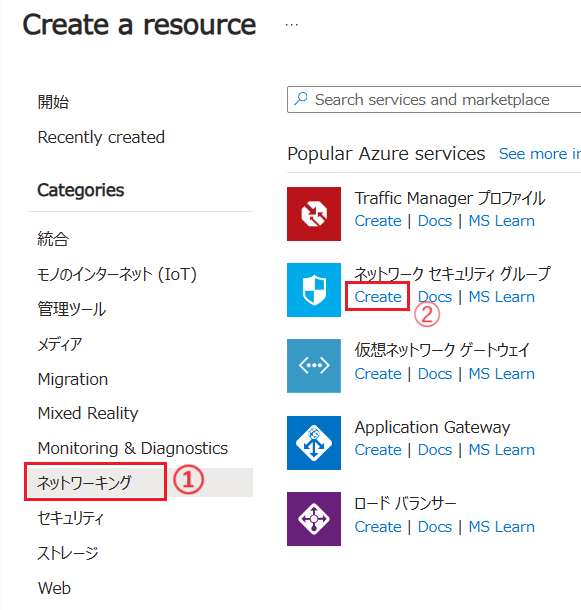 Create a resource ...
開始
Recently created
Categories
統合
モノのインターネット (IoT)
管理ツール
メディア
Migration
Mixed Reality
Monitoring & Diagnostics
ネットワーキング ①
セキュリティ
ストレージ
Web
Search services and marketplace
Popular Azure services See more in
Traffic Manager プロファイル
Create | Docs | MS Learn
ネットワーク セキュリティ グループ
Create | Docs | MS Learn
②
仮想ネットワーク ゲートウェイ
Create | Docs | MS Learn
Application Gateway
Create | Docs | MS Learn
ロード バランサー
Create | Docs | MS Learn